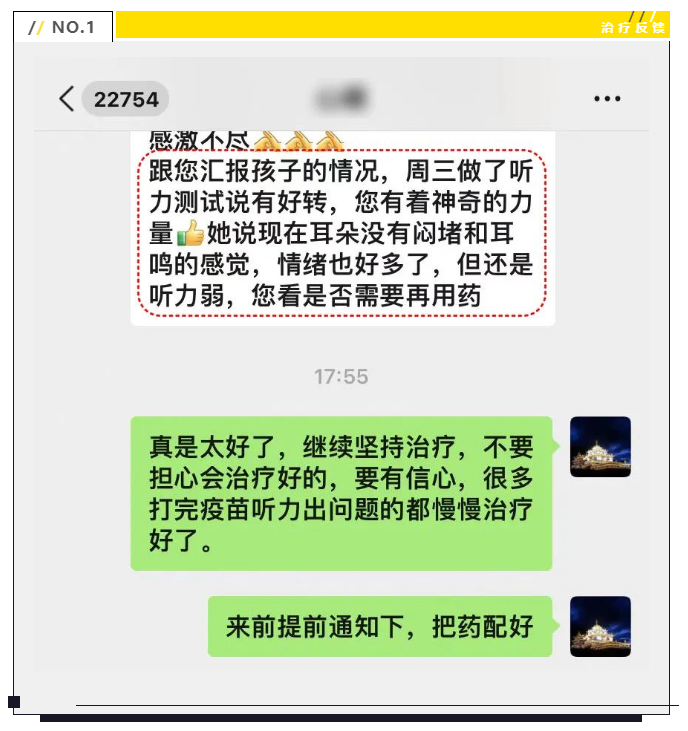 // NO.1
///
治疗反馈
22754
感激不尽🙏🙏🙏
跟您汇报孩子的情况，周三做了听
力测试说有好转，您有着神奇的力
量👍她说现在耳朵没有闷堵和耳
鸣的感觉，情绪也好多了，但还是
听力弱，您看是否需要再用药
17:55
真是太好了，继续坚持治疗，不要
担心会治疗好的，要有信心，很多
打完疫苗听力出问题的都慢慢治疗
好了。
来前提前通知下，把药配好